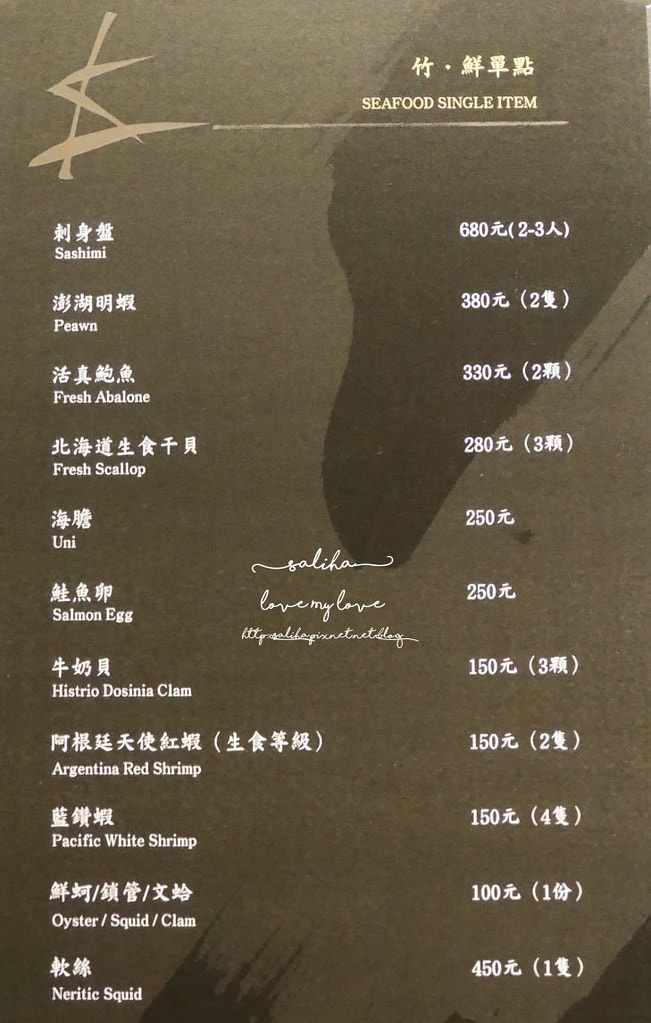 竹・鮮單點
SEAFOOD SINGLE ITEM
刺身盤 680元(2-3人)
Sashimi
澎湖明蝦 380元（2隻）
Peawn
活真鮑魚 330元（2顆）
Fresh Abalone
北海道生食干貝 280元（3顆）
Fresh Scallop
海膽 250元
Uni
saliha
鮭魚卵 250元
love my love
Salmon Egg
http:saliha.pixnet.net/blog
牛奶貝 150元（3顆）
Histrio Dosinia Clam
阿根廷天使紅蝦（生食等級） 150元（2隻）
Argentina Red Shrimp
藍鑽蝦 150元（4隻）
Pacific White Shrimp
鮮蚵/鎖管/文蛤 100元（1份）
Oyster / Squid / Clam
軟絲 450元（1隻）
Neritic Squid